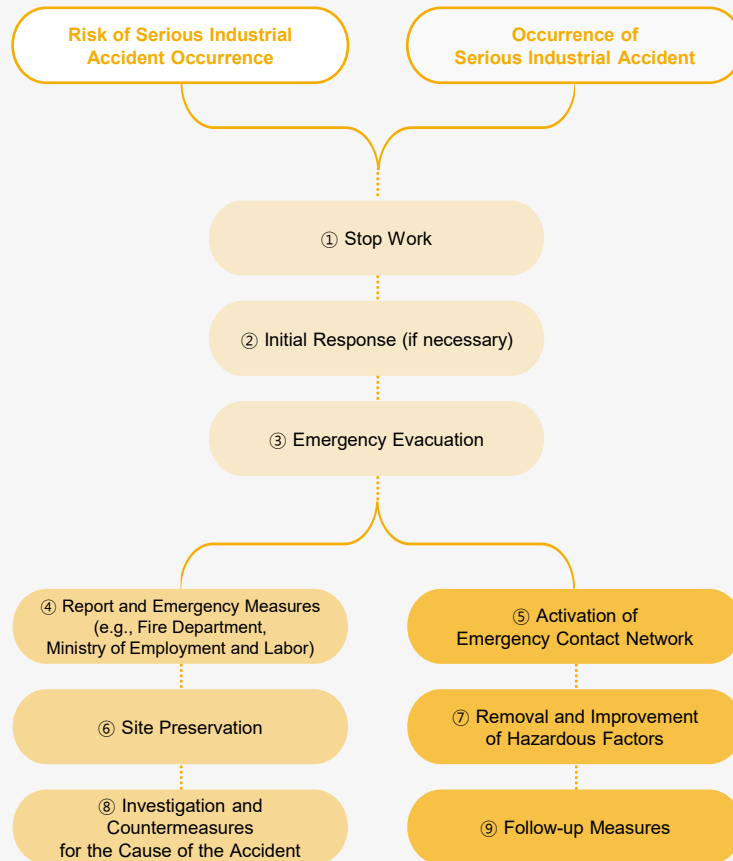 Risk of Serious Industrial
Accident Occurrence
Occurrence of
Serious Industrial Accident
① Stop Work
② Initial Response (if necessary)
③ Emergency Evacuation
④ Report and Emergency Measures
(e.g., Fire Department,
Ministry of Employment and Labor)
⑤ Activation of
Emergency Contact Network
⑥ Site Preservation
⑦ Removal and Improvement
of Hazardous Factors
⑧ Investigation and
Countermeasures
for the Cause of the Accident
⑨ Follow-up Measures